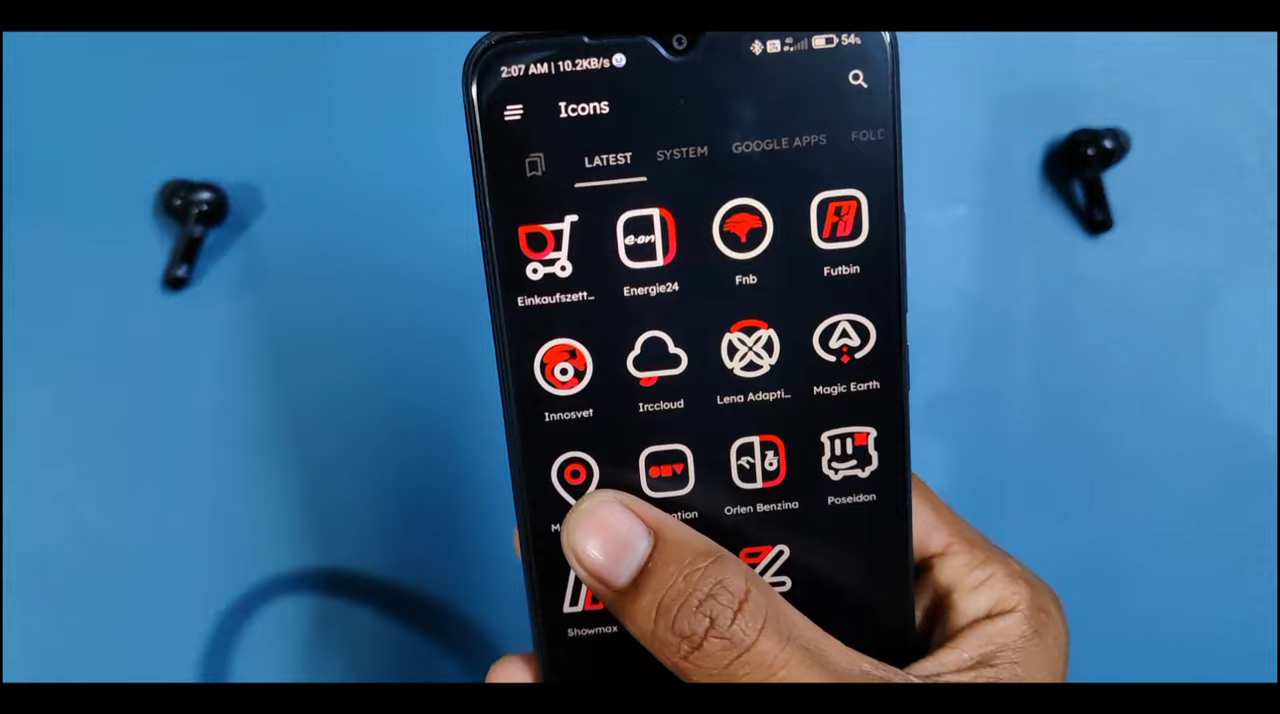 2:07 AM | 10.2KB/s
54%
Icons
LATEST
SYSTEM
GOOGLE APPS
FOLD
Einkaufszett...
e-on
Energie24
Fnb
Futbin
Innosvet
Irccloud
Lena Adapti...
Magic Earth
Orlen Benzina
Poseidon
Showmax